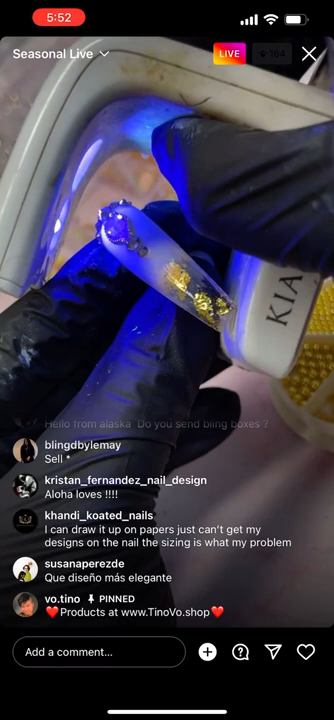 5:52
Seasonal Live
LIVE
164
KIA
Hello from alaska Do you send bling boxes ?
blingdbylemay
Sell *
kristan_fernandez_nail_design
Aloha loves !!!!
khandi_koated_nails
I can draw it up on papers just can't get my
designs on the nail the sizing is what my problem
susanaperezde
Que diseño más elegante
vo.tino PINNED
❤️Products at www.TinoVo.shop❤️
Add a comment...